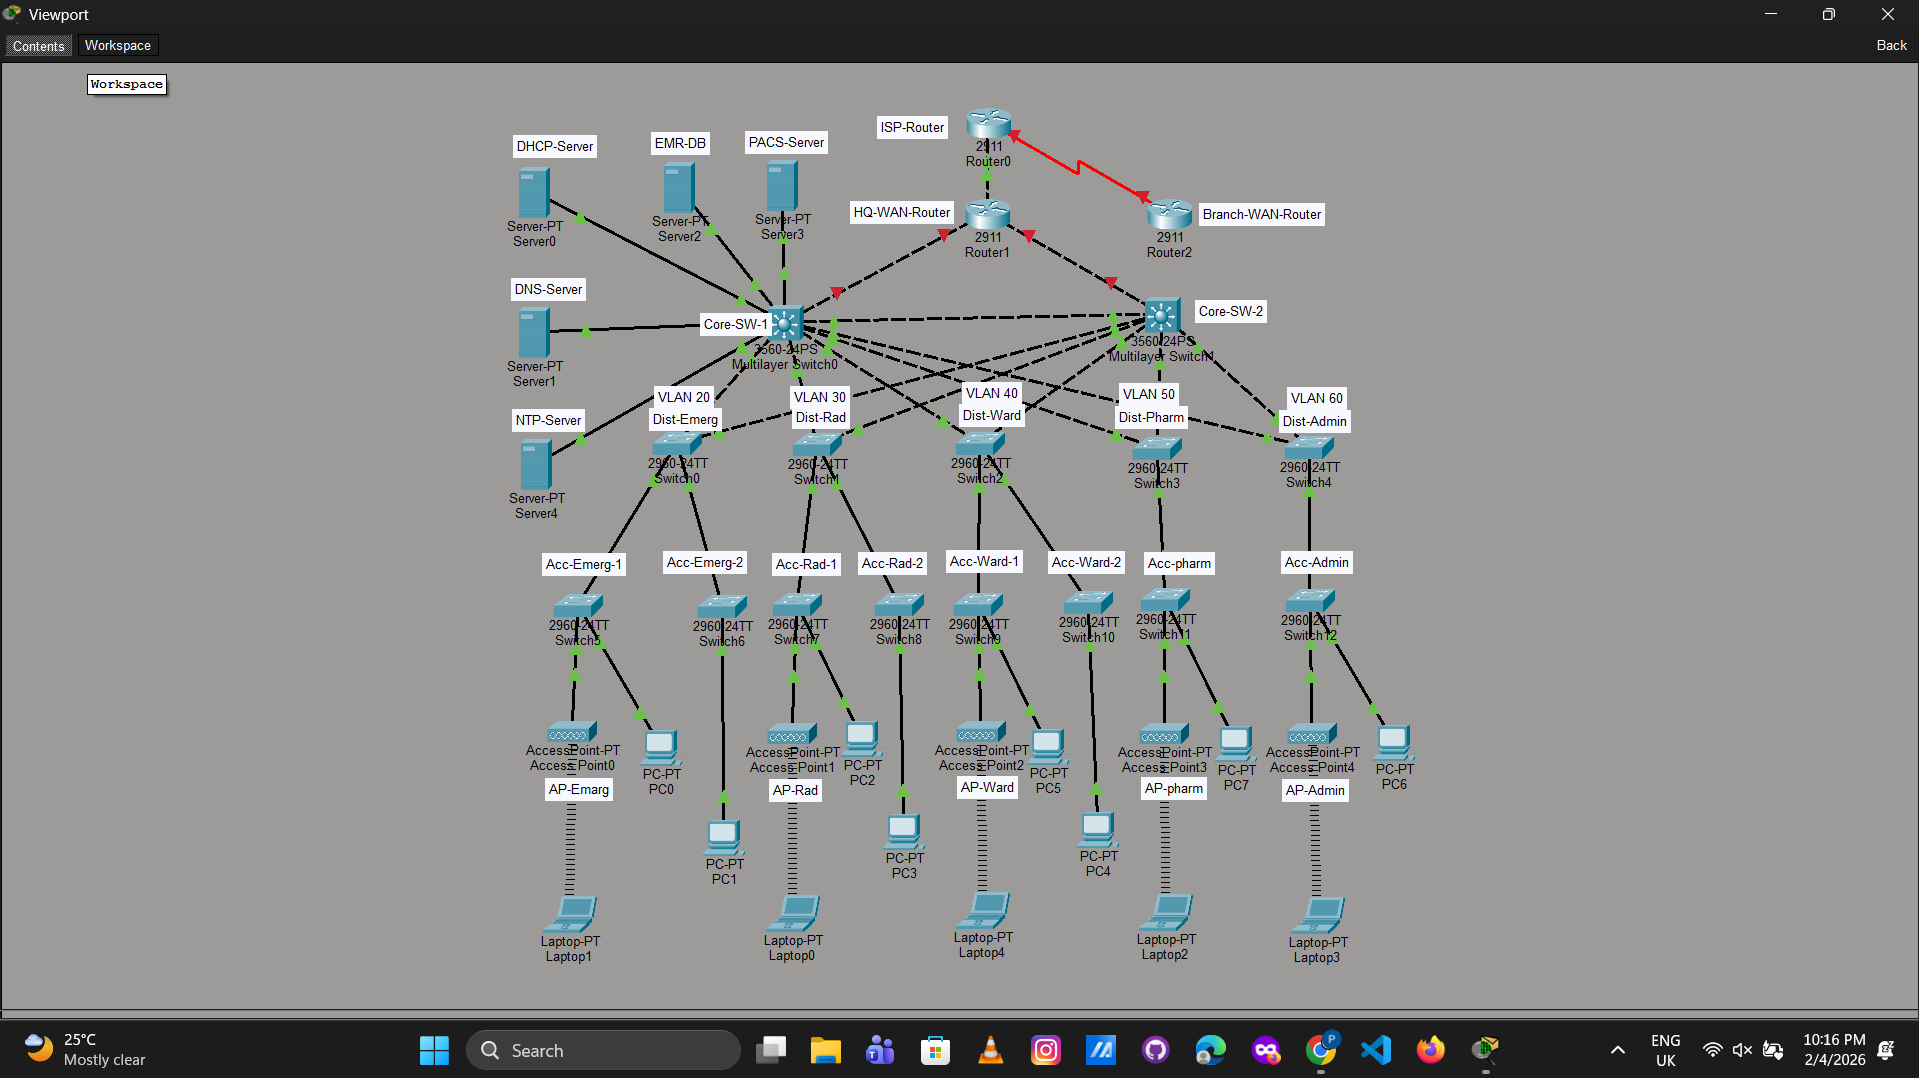 Viewport
Contents
Workspace
Back
Workspace
ISP-Router
2911
Router0
DHCP-Server
EMR-DB
PACS-Server
Server-PT
Server0
Server-PT
Server2
Server-PT
Server3
HQ-WAN-Router
2911
Router1
2911
Router2
Branch-WAN-Router
DNS-Server
Server-PT
Server1
Core-SW-1
3560-24PS
Multilayer Switch0
Core-SW-2
3560-24PS
Multilayer Switch1
NTP-Server
Server-PT
Server4
VLAN 20
Dist-Emerg
2960-24TT
Switch0
VLAN 30
Dist-Rad
2960-24TT
Switch1
VLAN 40
Dist-Ward
2960-24TT
Switch2
VLAN 50
Dist-Pharm
2960-24TT
Switch3
VLAN 60
Dist-Admin
2960-24TT
Switch4
Acc-Emerg-1
2960-24TT
Switch5
Acc-Emerg-2
2960-24TT
Switch6
Acc-Rad-1
2960-24TT
Switch7
Acc-Rad-2
2960-24TT
Switch8
Acc-Ward-1
2960-24TT
Switch9
Acc-Ward-2
2960-24TT
Switch10
Acc-pharm
2960-24TT
Switch11
Acc-Admin
2960-24TT
Switch12
AccessPoint-PT
Access Point0
AP-Emarg
PC-PT
PC0
PC-PT
PC1
AccessPoint-PT
Access Point1
AP-Rad
PC-PT
PC2
PC-PT
PC3
AccessPoint-PT
Access Point2
AP-Ward
PC-PT
PC5
PC-PT
PC4
AccessPoint-PT
Access Point3
AP-pharm
PC-PT
PC7
AccessPoint-PT
Access Point4
AP-Admin
PC-PT
PC6
Laptop-PT
Laptop1
Laptop-PT
Laptop0
Laptop-PT
Laptop4
Laptop-PT
Laptop2
Laptop-PT
Laptop3
25°C
Mostly clear
Search
P
ENG
UK
10:16 PM
2/4/2026